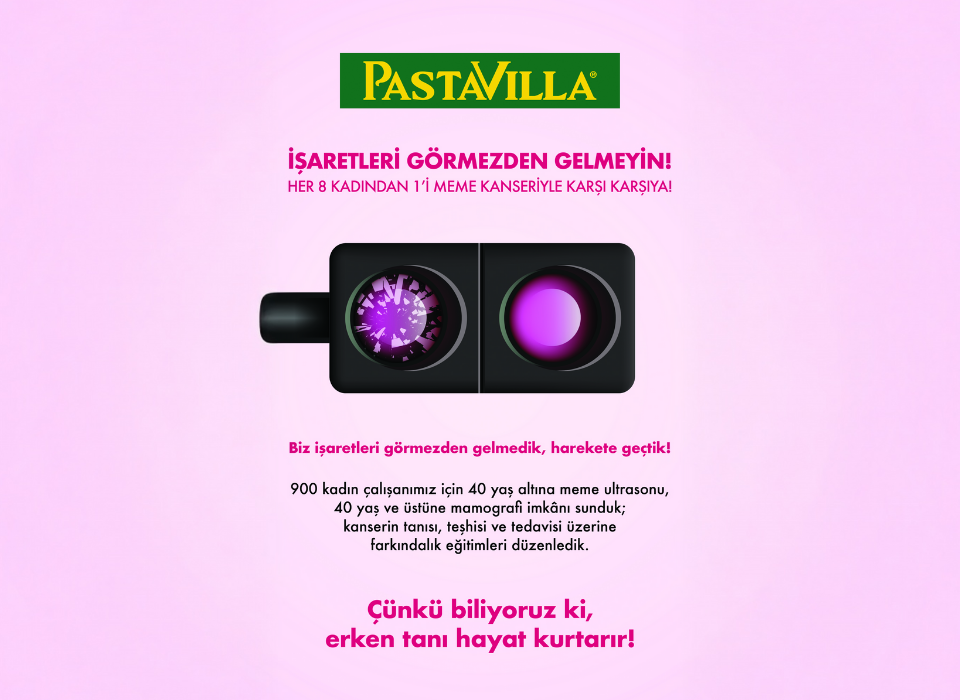 PASTAVILLA®
İŞARETLERİ GÖRMEZDEN GELMEYİN!
HER 8 KADINDAN 1'İ MEME KANSERİYLE KARŞI KARŞIYA!
Biz işaretleri görmezden gelmedik, harekete geçtik!
900 kadın çalışanımız için 40 yaş altına meme ultrasonu,
40 yaş ve üstüne mamografi imkânı sunduk;
kanserin tanısı, teşhisi ve tedavisi üzerine
farkındalık eğitimleri düzenledik.
Çünkü biliyoruz ki,
erken tanı hayat kurtarır!